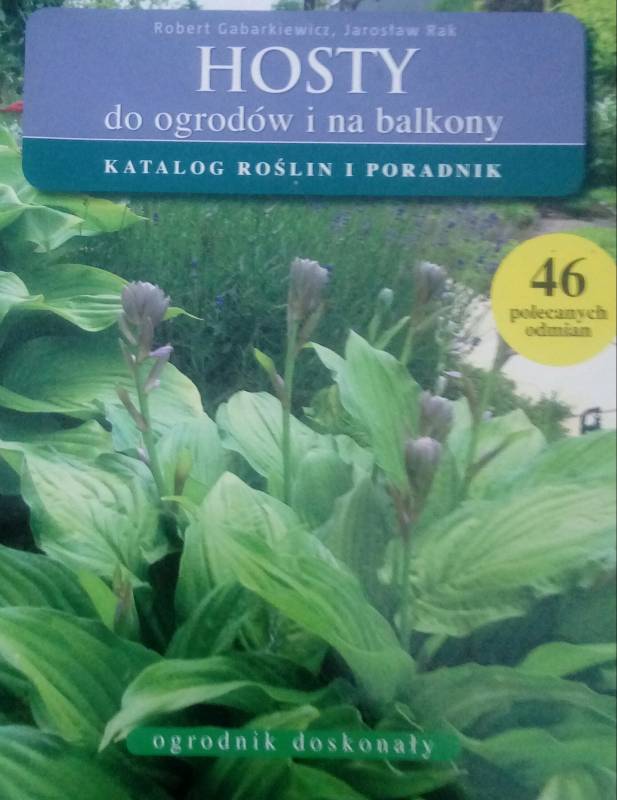 Robert Gabarkiewicz, Jarosław Rak
HOSTY
do ogrodów i na balkony
KATALOG ROŚLIN I PORADNIK
46
polecanych
odmian
ogrodnik doskonały